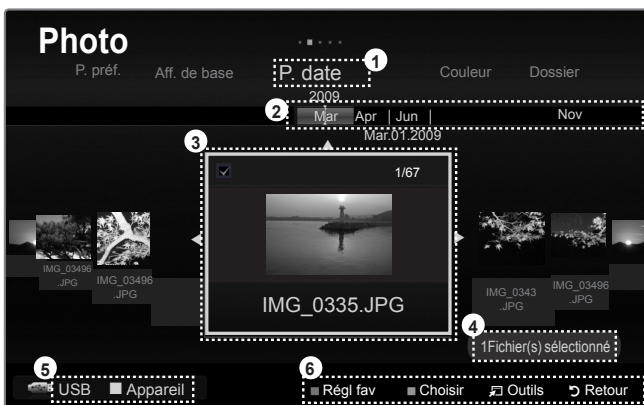 Photo
P. préf. Aff. de base P. date Couleur Dossier
1
2009
2
Mar Apr Jun Nov
Mar.01.2009
3
1/67
IMG_03496
.JPG
IMG_03496
.JPG
IMG_0335.JPG
IMG_0343
.JPG
IMG_03496
.JPG
4
1Fichier(s) sélectionné
5
6
USB Appareil
Régl fav Choisir Outils Retour